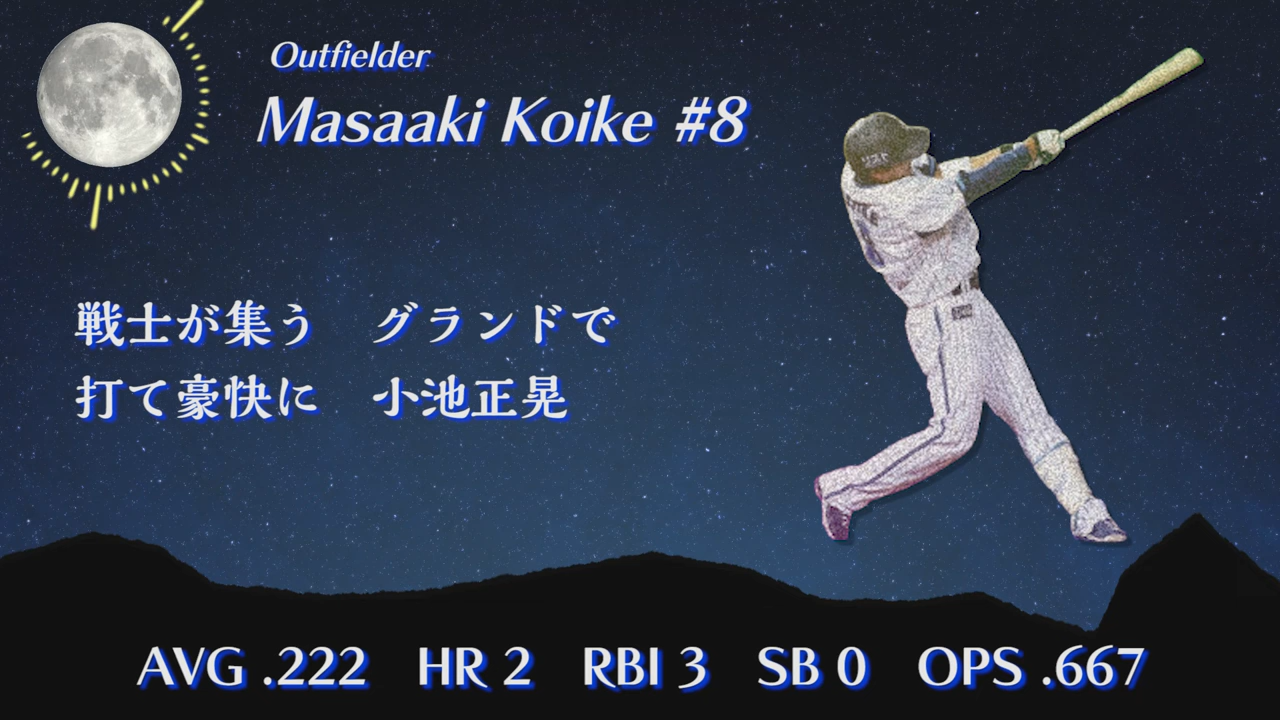 Outfielder
Masaaki Koike #8
戦士が集う　グランドで
打て豪快に　小池正晃
AVG .222　HR 2　RBI 3　SB 0　OPS .667